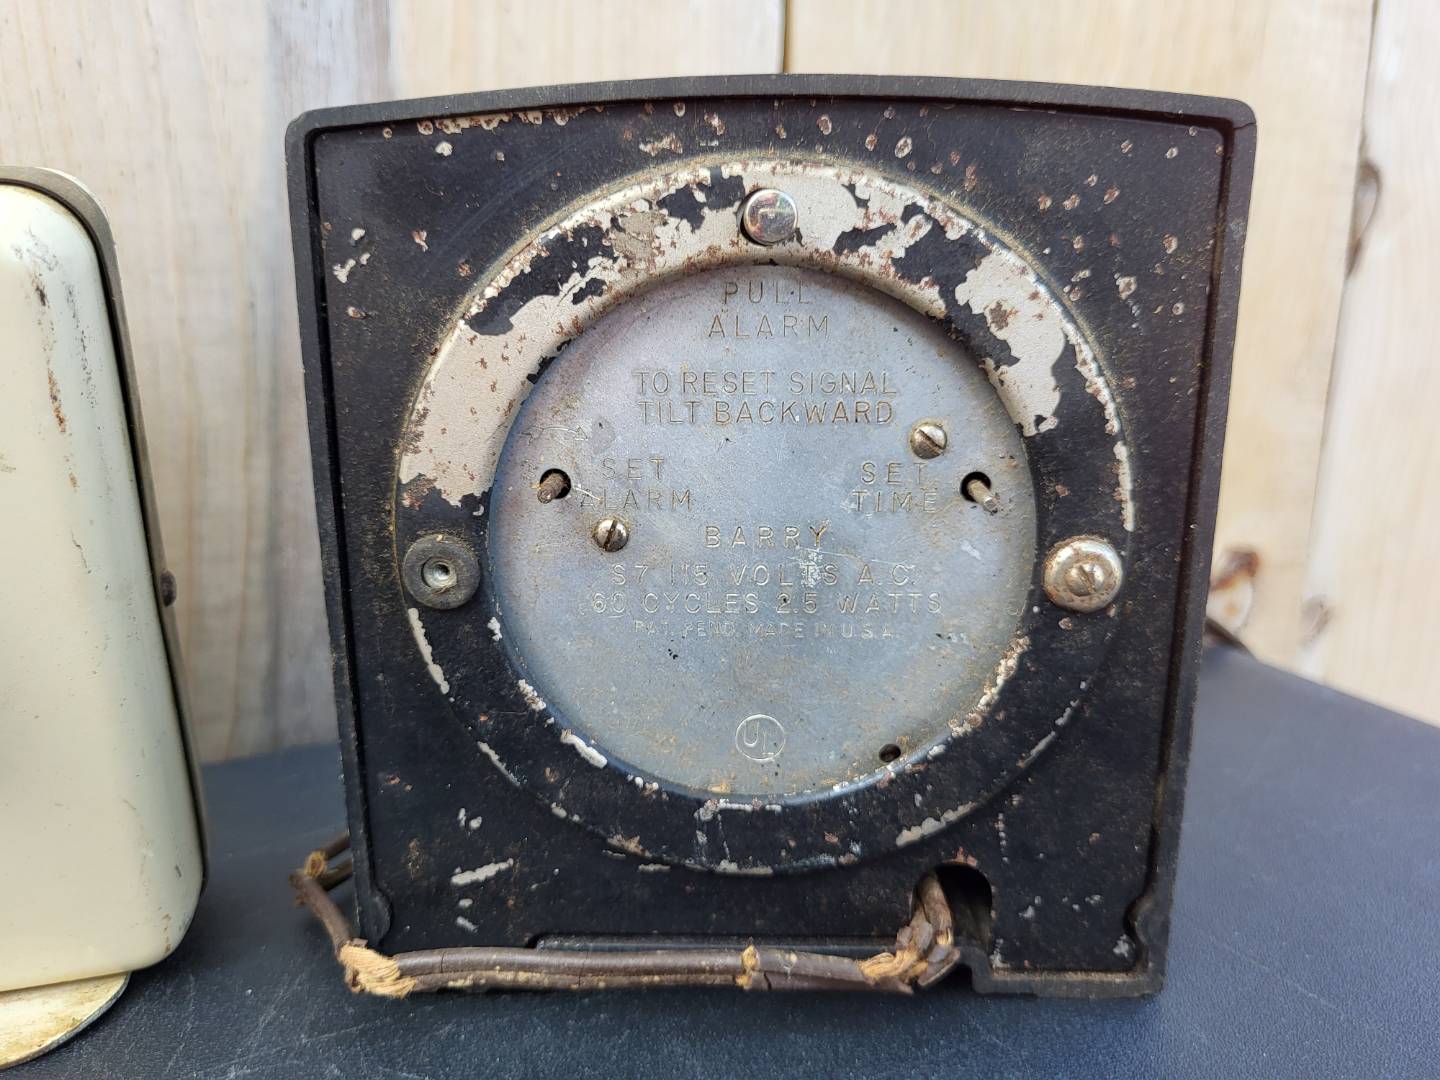 PULL
ALARM
TO RESET SIGNAL
TILT BACKWARD
SET
ALARM
SET
TIME
BARRY
S7 115 VOLTS A.C.
60 CYCLES 2.5 WATTS
PAT. PEND. MADE IN U.S.A.
UL